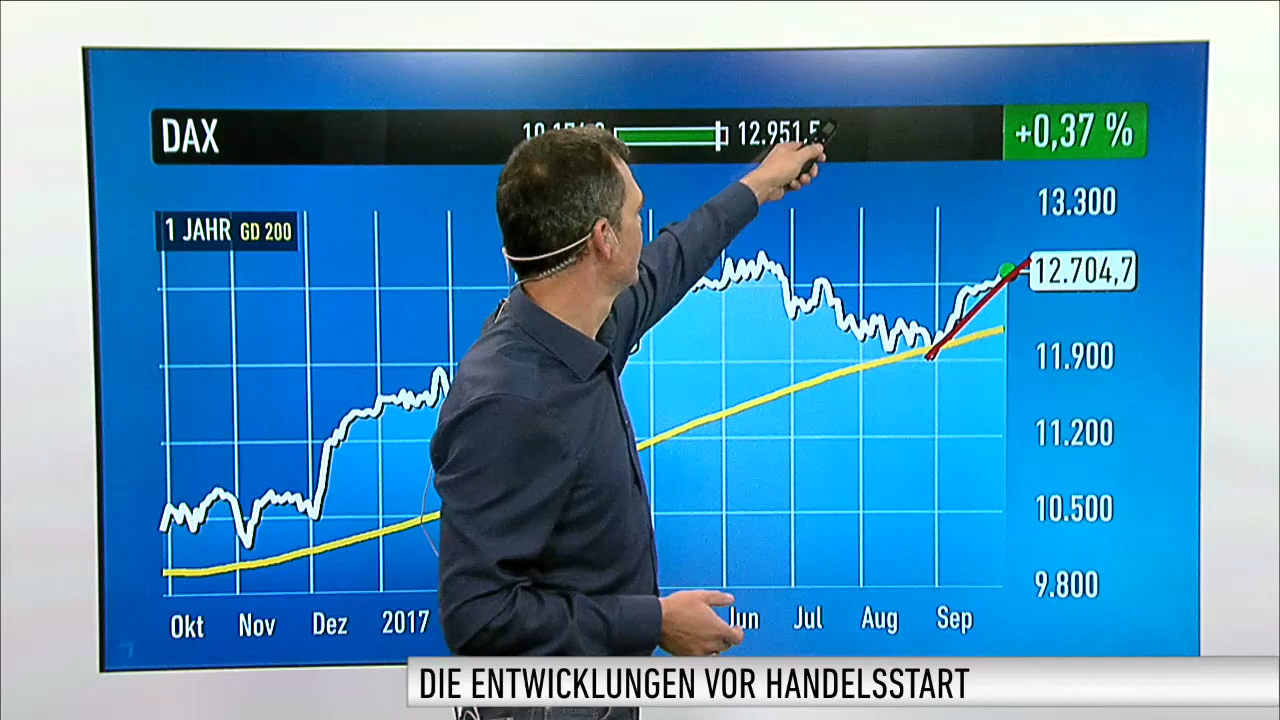 DAX
12.951,5
+0,37 %
1 JAHR GD 200
13.300
12.704,7
11.900
11.200
10.500
9.800
Okt Nov Dez 2017 Jun Jul Aug Sep
DIE ENTWICKLUNGEN VOR HANDELSSTART